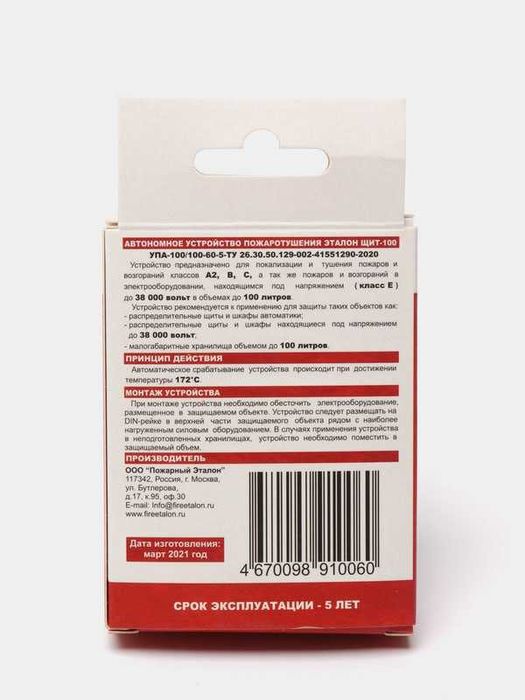 АВТОНОМНОЕ УСТРОЙСТВО ПОЖАРОТУШЕНИЯ ЭТАЛОН ЩИТ-100
УПА-100/100-60-5-ТУ 26.30.50.129-002-41551290-2020
Устройство предназначено для локализации и тушения пожаров и
возгораний классов А2, В, С, а так же пожаров и возгораний в
электрооборудовании, находящимся под напряжением (класс Е)
до 38 000 вольт в объемах до 100 литров.
Устройство рекомендуется к применению для защиты таких объектов как:
- распределительные щиты и шкафы автоматики;
- распределительные щиты и шкафы находящиеся под напряжением
до 38 000 вольт;
- малогабаритные хранилища объемом до 100 литров.
ПРИНЦИП ДЕЙСТВИЯ
Автоматическое срабатывание устройства происходит при достижении
температуры 172°С.
МОНТАЖ УСТРОЙСТВА
При монтаже устройства необходимо обесточить электрооборудование,
размещенное в защищаемом объекте. Устройство следует размещать на
DIN-рейке в верхней части защищаемого объекта рядом с наиболее
нагруженным силовым оборудованием. В случаях применения устройства
в неподготовленных хранилищах, устройство необходимо поместить в
защищаемый объем.
ПРОИЗВОДИТЕЛЬ
ООО "Пожарный Эталон"
117342, Россия, г. Москва,
ул. Бутлерова,
д.17, к.95, оф.30
E-mail: Info@fireetalon.ru
www.fireetalon.ru
Дата изготовления:
март 2021 год
4 670098 910060
СРОК ЭКСПЛУАТАЦИИ - 5 ЛЕТ